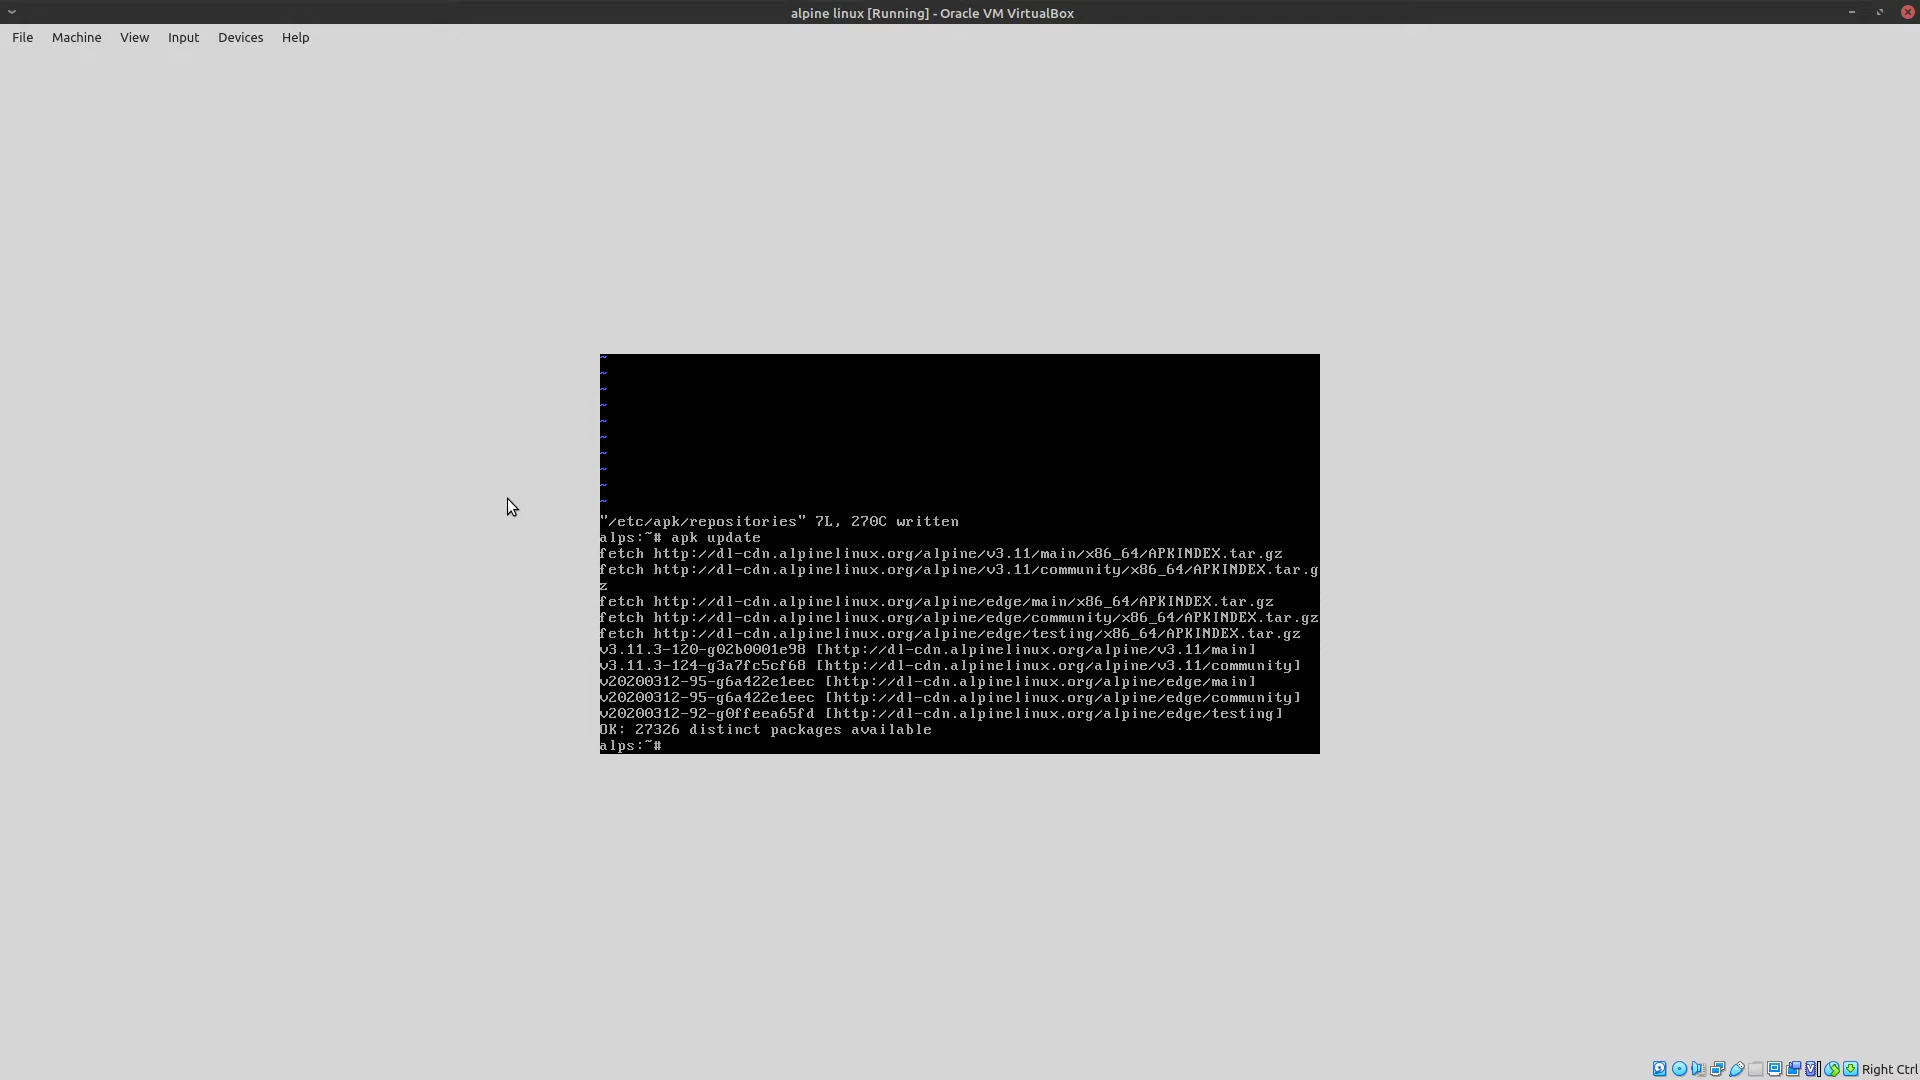 alpine linux [Running] - Oracle VM VirtualBox
File Machine View Input Devices Help
~
~
~
~
~
~
~
~
~
~
"/etc/apk/repositories" 7L, 270C written
alps:~# apk update
fetch http://dl-cdn.alpinelinux.org/alpine/v3.11/main/x86_64/APKINDEX.tar.gz
fetch http://dl-cdn.alpinelinux.org/alpine/v3.11/community/x86_64/APKINDEX.tar.g
z
fetch http://dl-cdn.alpinelinux.org/alpine/edge/main/x86_64/APKINDEX.tar.gz
fetch http://dl-cdn.alpinelinux.org/alpine/edge/community/x86_64/APKINDEX.tar.gz
fetch http://dl-cdn.alpinelinux.org/alpine/edge/testing/x86_64/APKINDEX.tar.gz
v3.11.3-120-g02b0001e98 [http://dl-cdn.alpinelinux.org/alpine/v3.11/main]
v3.11.3-124-g3a7fc5cf68 [http://dl-cdn.alpinelinux.org/alpine/v3.11/community]
v20200312-95-g6a422e1eec [http://dl-cdn.alpinelinux.org/alpine/edge/main]
v20200312-95-g6a422e1eec [http://dl-cdn.alpinelinux.org/alpine/edge/community]
v20200312-92-g0ffeea65fd [http://dl-cdn.alpinelinux.org/alpine/edge/testing]
OK: 27326 distinct packages available
alps:~#
Right Ctrl